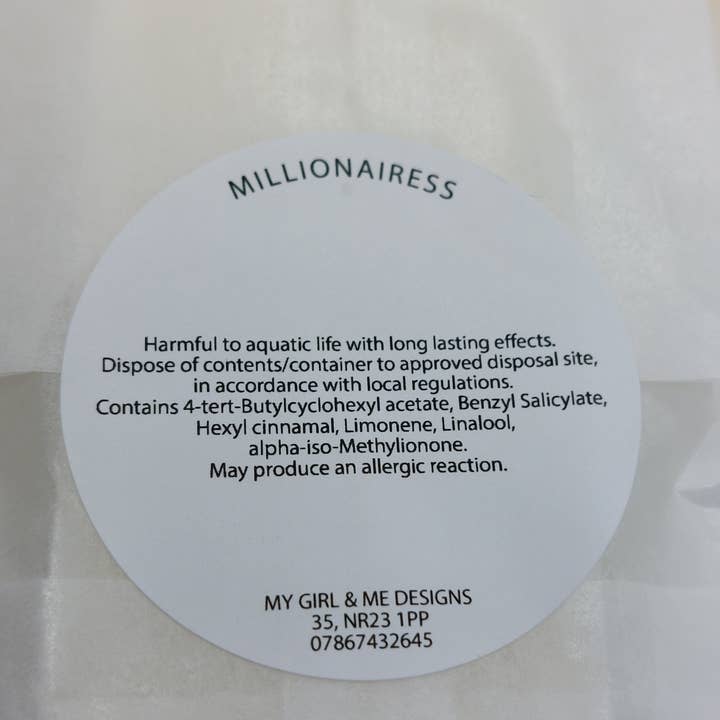 MILLIONAIRESS
Harmful to aquatic life with long lasting effects.
Dispose of contents/container to approved disposal site,
in accordance with local regulations.
Contains 4-tert-Butylcyclohexyl acetate, Benzyl Salicylate,
Hexyl cinnamal, Limonene, Linalool,
alpha-iso-Methylionone.
May produce an allergic reaction.
MY GIRL & ME DESIGNS
35, NR23 1PP
07867432645